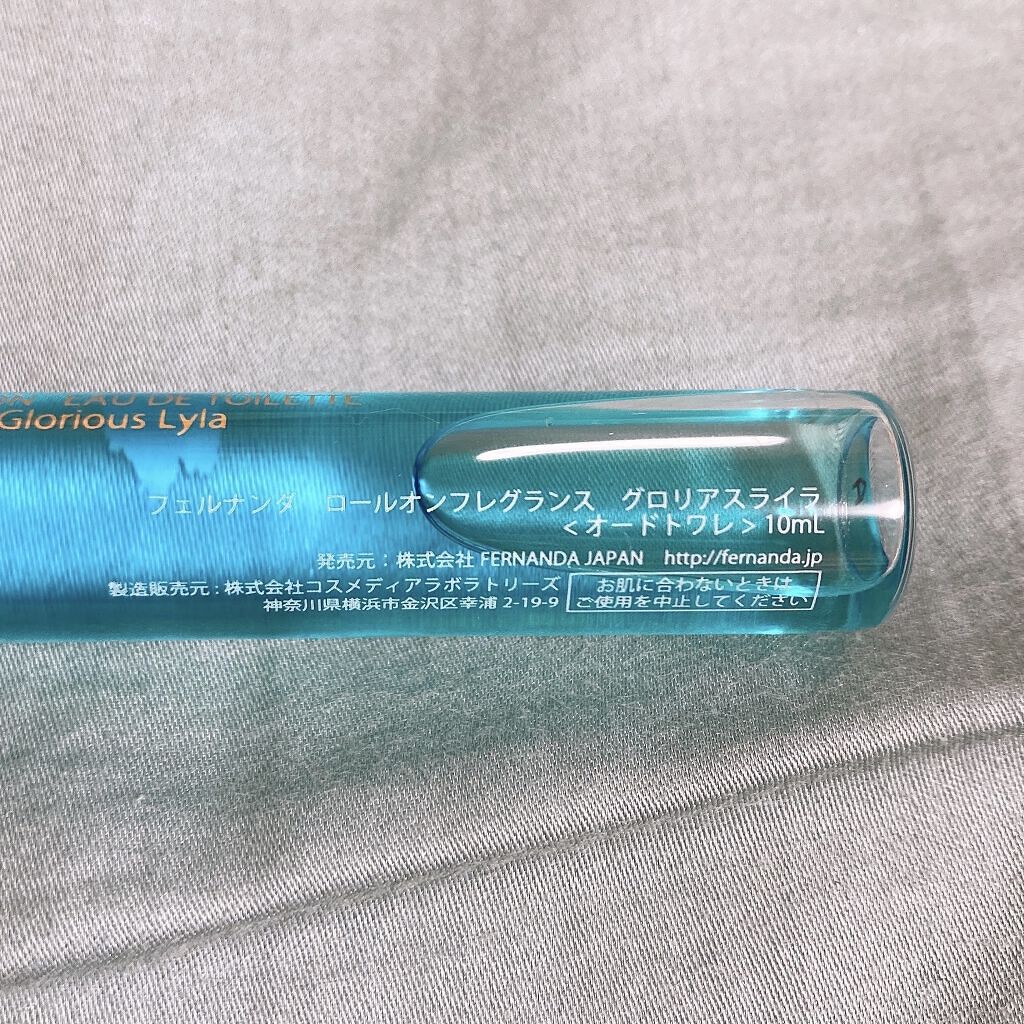 EAU DE TOILETTE
Glorious Lyla
フェルナンダ ロールオンフレグランス グロリアスライラ
<オードトワレ> 10mL
発売元:株式会社 FERNANDA JAPAN http://fernanda.jp
製造販売元:株式会社コスメディアラボラトリーズ
神奈川県横浜市金沢区幸浦 2-19-9
お肌に合わないときは
ご使用を中止してください